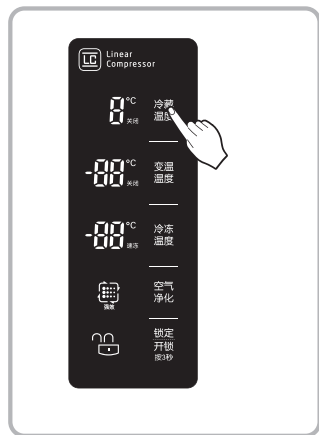 LC
Linear
Compressor
8°C
关闭
冷藏
温度
-88°C
关闭
变温
温度
-88°C
速冻
冷冻
温度
强效
空气
净化
锁定
开锁
按3秒